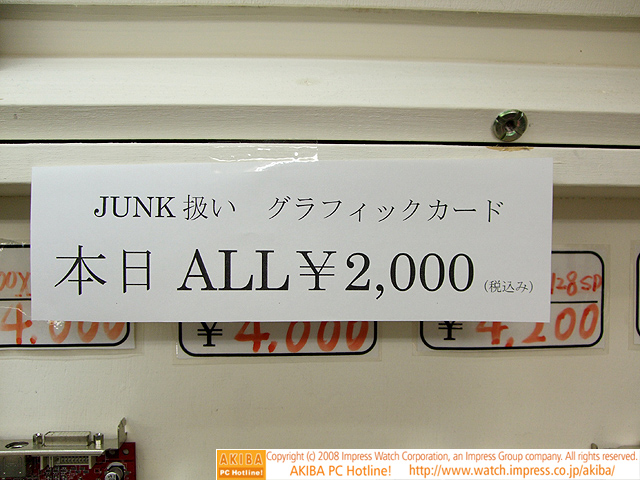 JUNK 扱い グラフィックカード
本日 ALL ¥2,000 (税込み)
4,000
¥ 4,000
128SD
¥ 4,200
AKIBA PC Hotline!
Copyright (c) 2008 Impress Watch Corporation, an Impress Group company. All rights reserved.
AKIBA PC Hotline! http://www.watch.impress.co.jp/akiba/